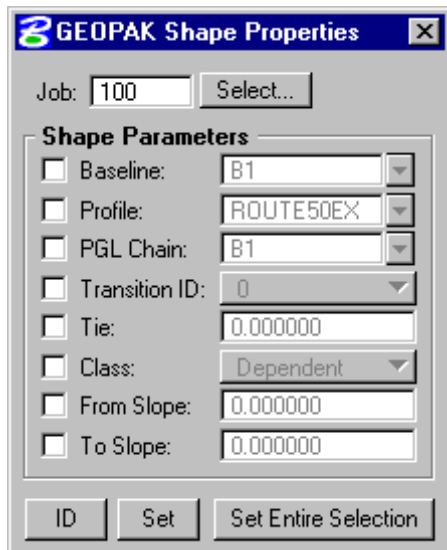 GEOPAK Shape Properties
Job: 100 Select...
Shape Parameters
Baseline: B1
Profile: ROUTE50EX
PGL Chain: B1
Transition ID: 0
Tie: 0.000000
Class: Dependent
From Slope: 0.000000
To Slope: 0.000000
ID Set Set Entire Selection